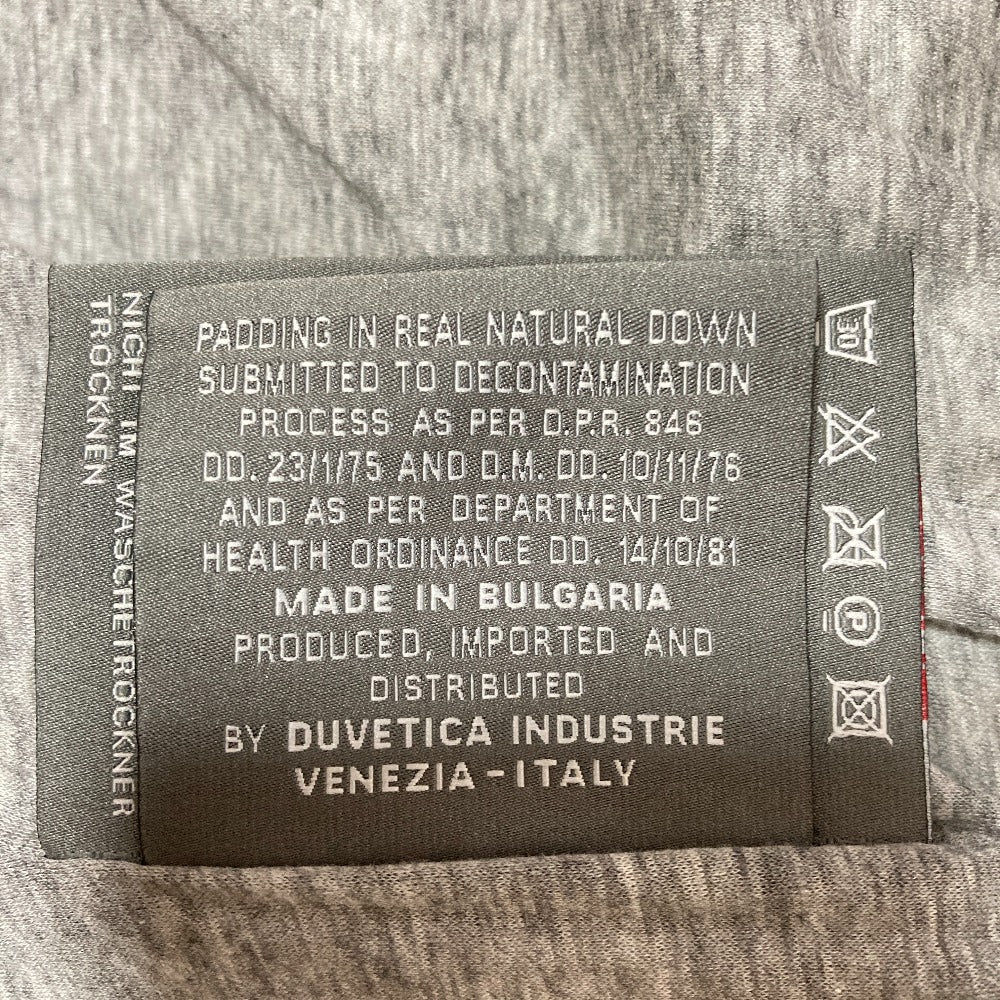 PADDING IN REAL NATURAL DOWN
SUBMITTED TO DECONTAMINATION
PROCESS AS PER D.P.R. 846
DD. 23/1/75 AND D.M. DD. 10/11/76
AND AS PER DEPARTMENT OF
HEALTH ORDINANCE DD. 14/10/81
MADE IN BULGARIA
PRODUCED, IMPORTED AND
DISTRIBUTED
BY DUVETICA INDUSTRIE
VENEZIA - ITALY
NICHT IM WÄSCHETROCKNER
TROCKNEN
P